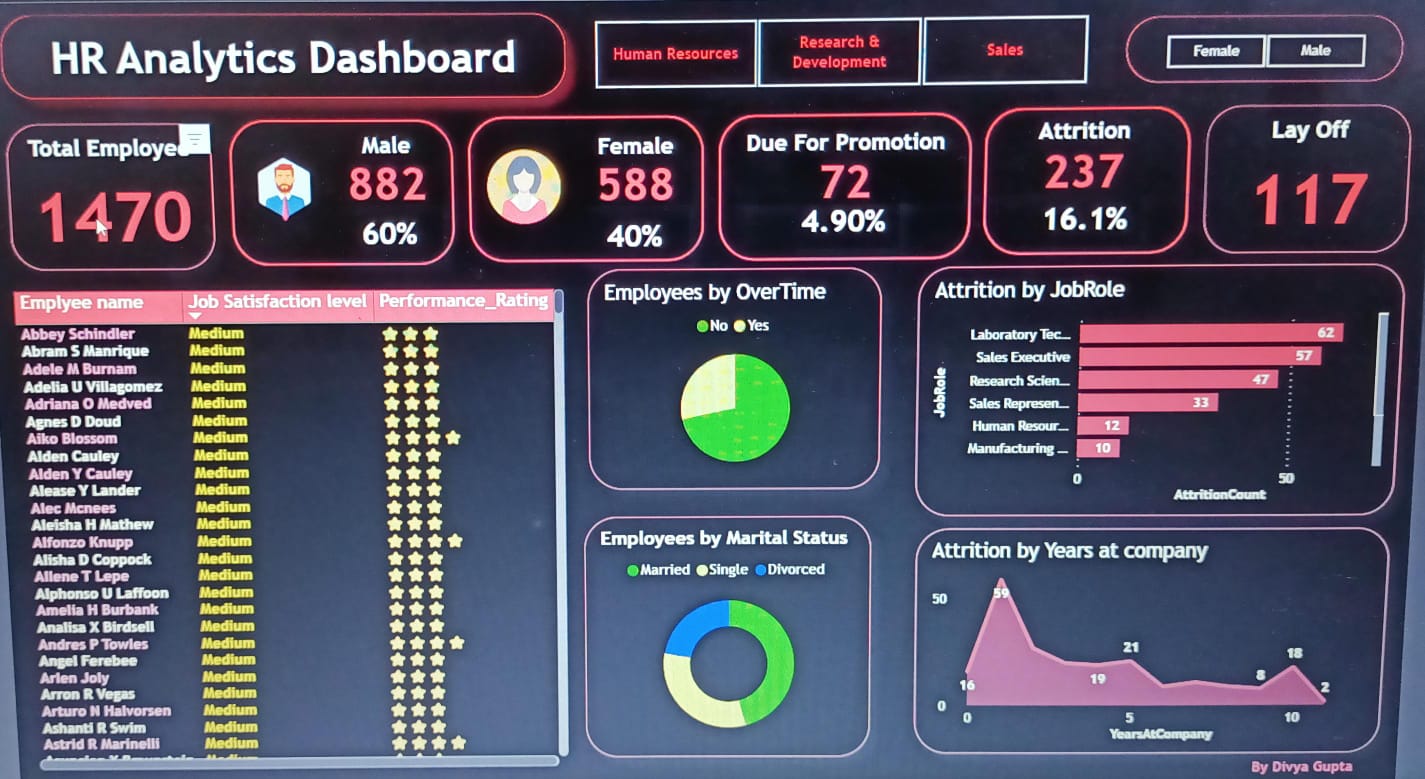 HR Analytics Dashboard
Human Resources
Research &
Development
Sales
Female
Male
Total Employee
1470
Male
882
60%
Female
588
40%
Due For Promotion
72
4.90%
Attrition
237
16.1%
Lay Off
117
Emplyee name Job Satisfaction level Performance_Rating
Abbey Schindler Medium
Abram S Manrique Medium
Adele M Burnam Medium
Adelia U Villagomez Medium
Adriana O Medved Medium
Agnes D Doud Medium
Aiko Blossom Medium
Alden Cauley Medium
Alden Y Cauley Medium
Alease Y Lander Medium
Alec Mcnees Medium
Aleisha H Mathew Medium
Alfonzo Knupp Medium
Alisha D Coppock Medium
Allene T Lepe Medium
Alphonso U Laffoon Medium
Amelia H Burbank Medium
Analisa X Birdsell Medium
Andres P Towles Medium
Angel Ferebee Medium
Arlen Joly Medium
Arron R Vegas Medium
Arturo N Halvorsen Medium
Ashanti R Swim Medium
Astrid R Marinelli Medium
Employees by OverTime
No Yes
Employees by Marital Status
Married Single Divorced
Attrition by JobRole
JobRole
Laboratory Tec... 62
Sales Executive 57
Research Scien... 47
Sales Represen... 33
Human Resour... 12
Manufacturing ... 10
0 50
AttritionCount
Attrition by Years at company
50
59
21
18
16
19
8
2
0
0 5 10
YearsAtCompany
By Divya Gupta